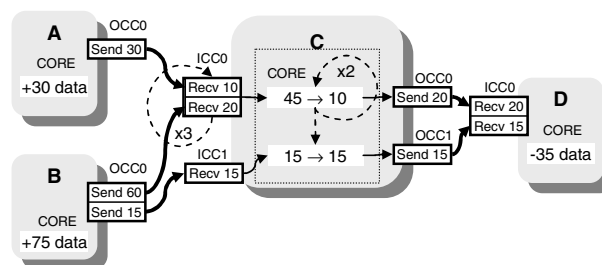 A
OCC0
CORE
Send 30
+30 data
ICC0
Recv 10
Recv 20
x3
B
OCC0
Send 60
CORE
Send 15
+75 data
ICC1
Recv 15
C
CORE
x2
45 → 10
15 → 15
OCC0
Send 20
OCC1
Send 15
ICC0
Recv 20
Recv 15
D
CORE
-35 data